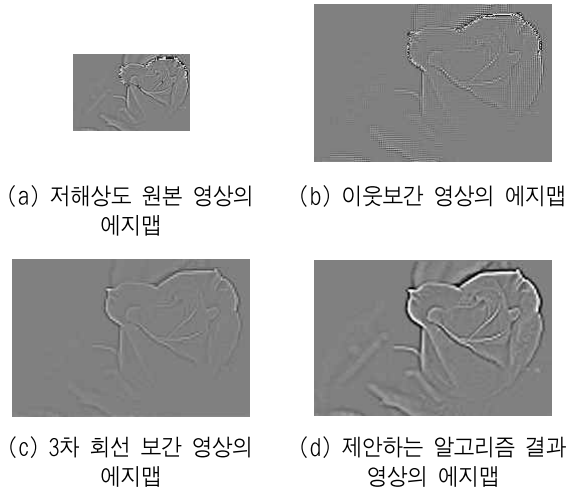 (a) 저해상도 원본 영상의
에지맵
(b) 이웃보간 영상의 에지맵
(c) 3차 회선 보간 영상의
에지맵
(d) 제안하는 알고리즘 결과
영상의 에지맵